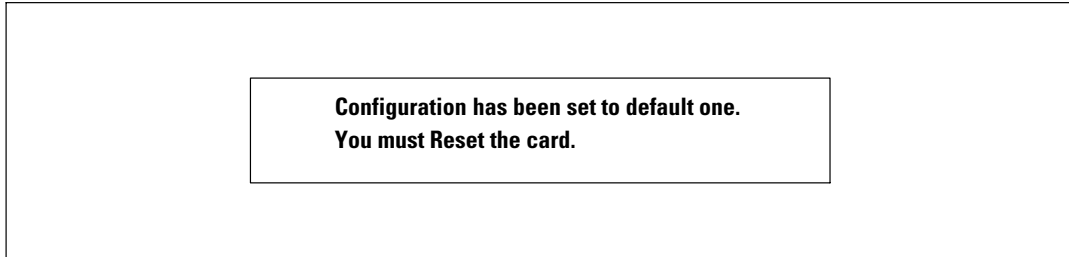 Configuration has been set to default one.
You must Reset the card.